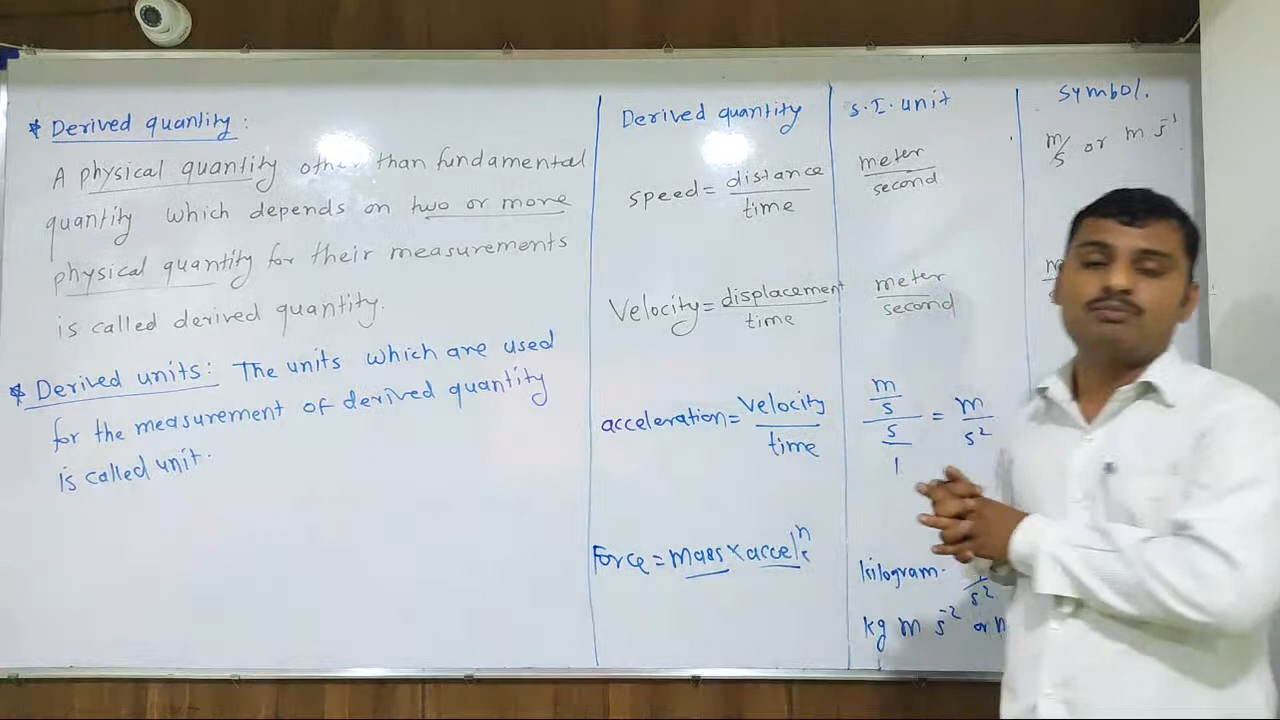 * Derived quantity:
A physical quantity other than fundamental
quantity which depends on two or more
physical quantity for their measurements
is called derived quantity.
* Derived units: The units which are used
for the measurement of derived quantity
is called unit.
Derived quantity
speed = distance
time
Velocity = displacement
time
acceleration = velocity
time
Force = mass × accel
n
S.I. unit
meter
second
meter
second
m
s
s
1
= m
s²
kilogram.
s²
kg m s⁻² or
Symbol.
m/s or m s⁻¹
m